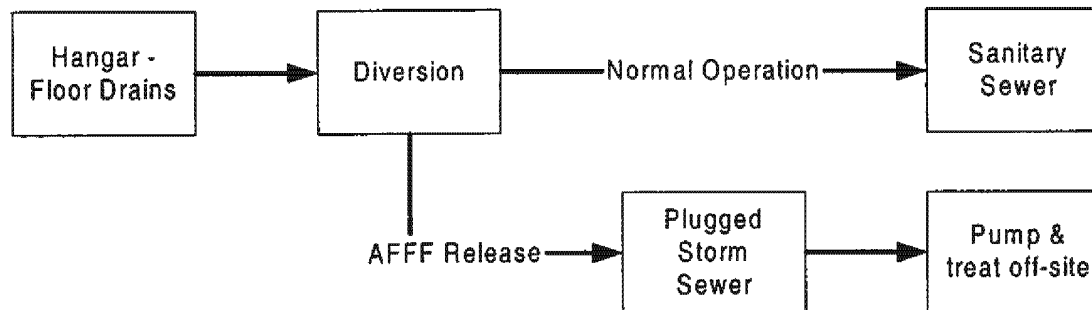 Hangar -
Floor Drains
Diversion
Normal Operation
Sanitary
Sewer
AFFF Release
Plugged
Storm
Sewer
Pump &
treat off-site